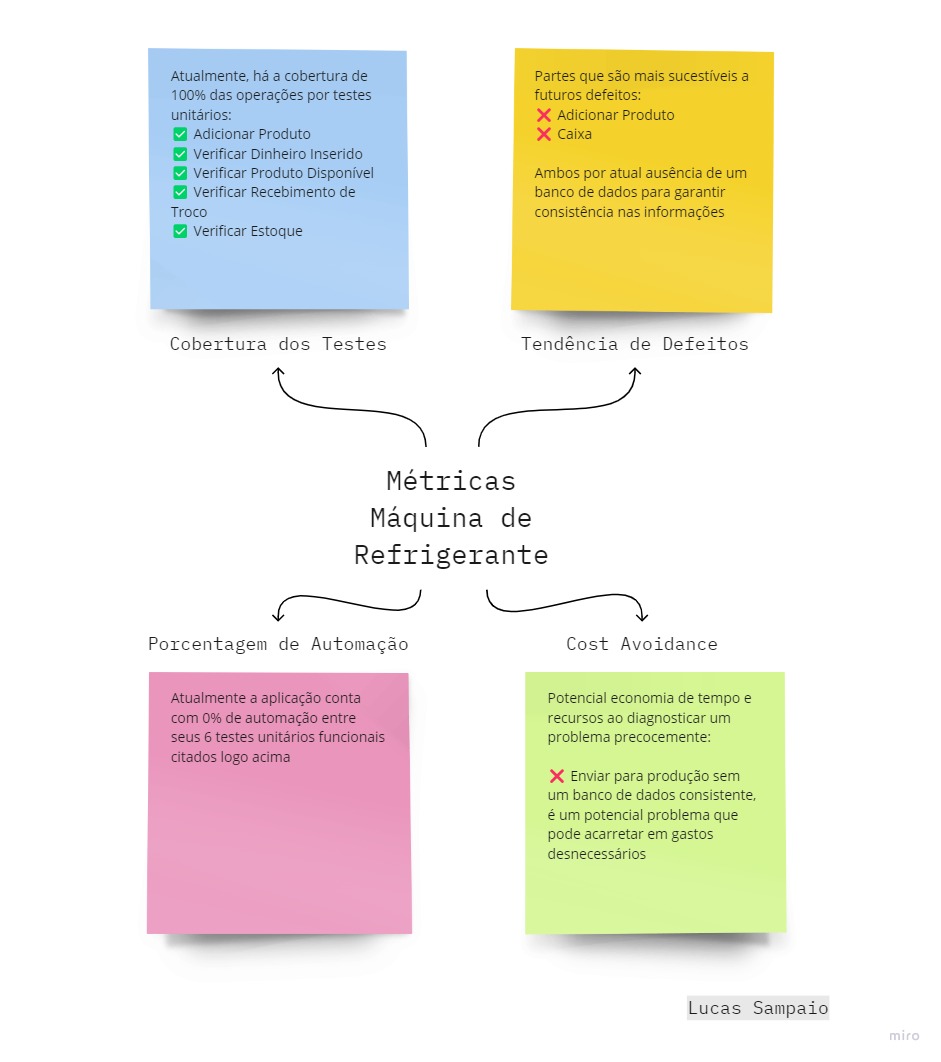 Atualmente, há a cobertura de
100% das operações por testes
unitários:
✅ Adicionar Produto
✅ Verificar Dinheiro Inserido
✅ Verificar Produto Disponível
✅ Verificar Recebimento de
Troco
✅ Verificar Estoque
Cobertura dos Testes
Partes que são mais sucestíveis a
futuros defeitos:
❌ Adicionar Produto
❌ Caixa
Ambos por atual ausência de um
banco de dados para garantir
consistência nas informações
Tendência de Defeitos
Métricas
Máquina de
Refrigerante
Porcentagem de Automação
Atualmente a aplicação conta
com 0% de automação entre
seus 6 testes unitários funcionais
citados logo acima
Cost Avoidance
Potencial economia de tempo e
recursos ao diagnosticar um
problema precocemente:
❌ Enviar para produção sem
um banco de dados consistente,
é um potencial problema que
pode acarretar em gastos
desnecessários
Lucas Sampaio
miro